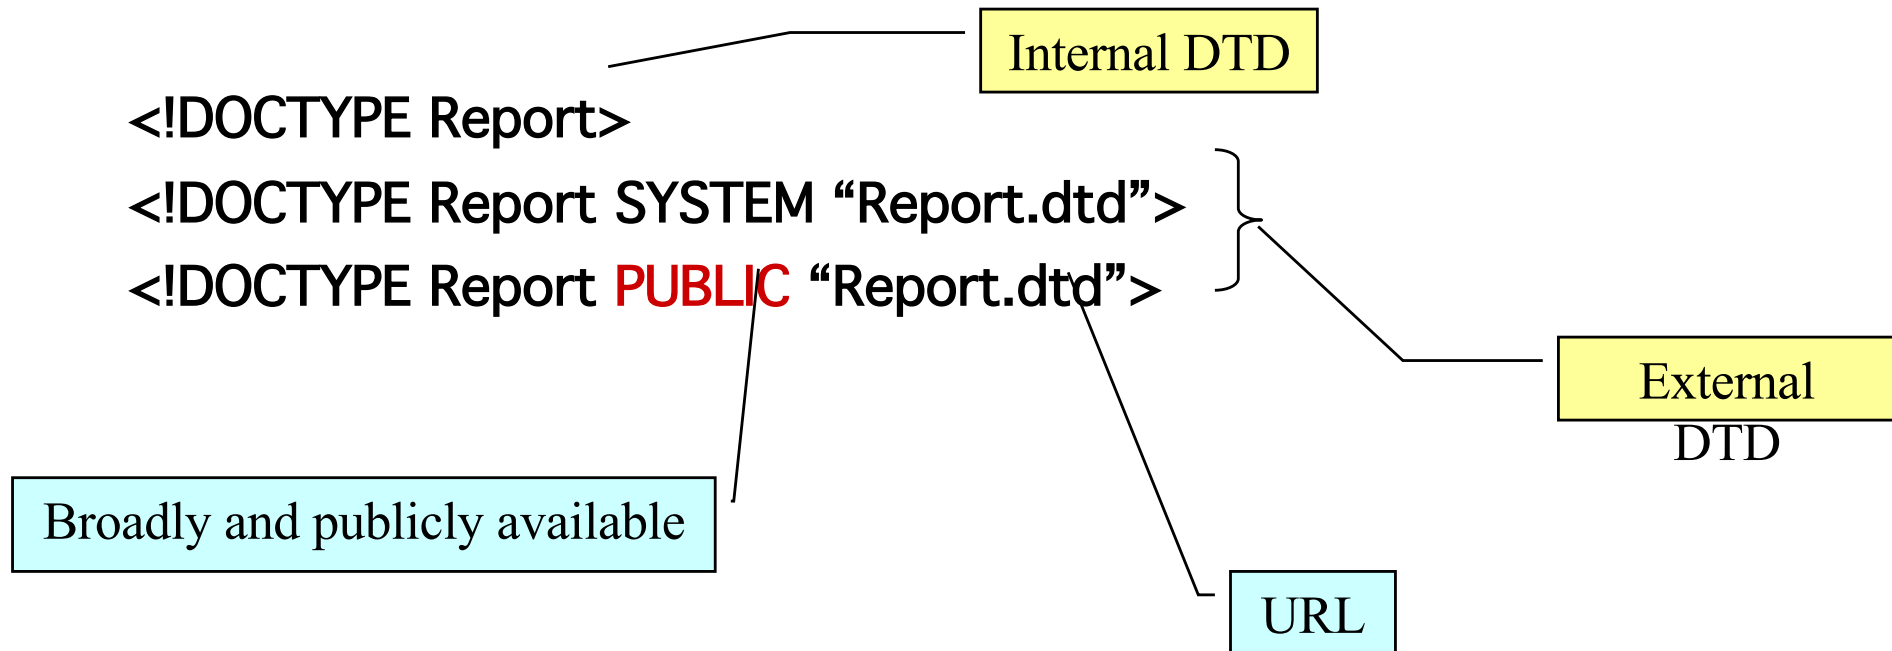 Internal DTD
<!DOCTYPE Report>
<!DOCTYPE Report SYSTEM “Report.dtd”>
<!DOCTYPE Report PUBLIC “Report.dtd”>
External
DTD
Broadly and publicly available
URL